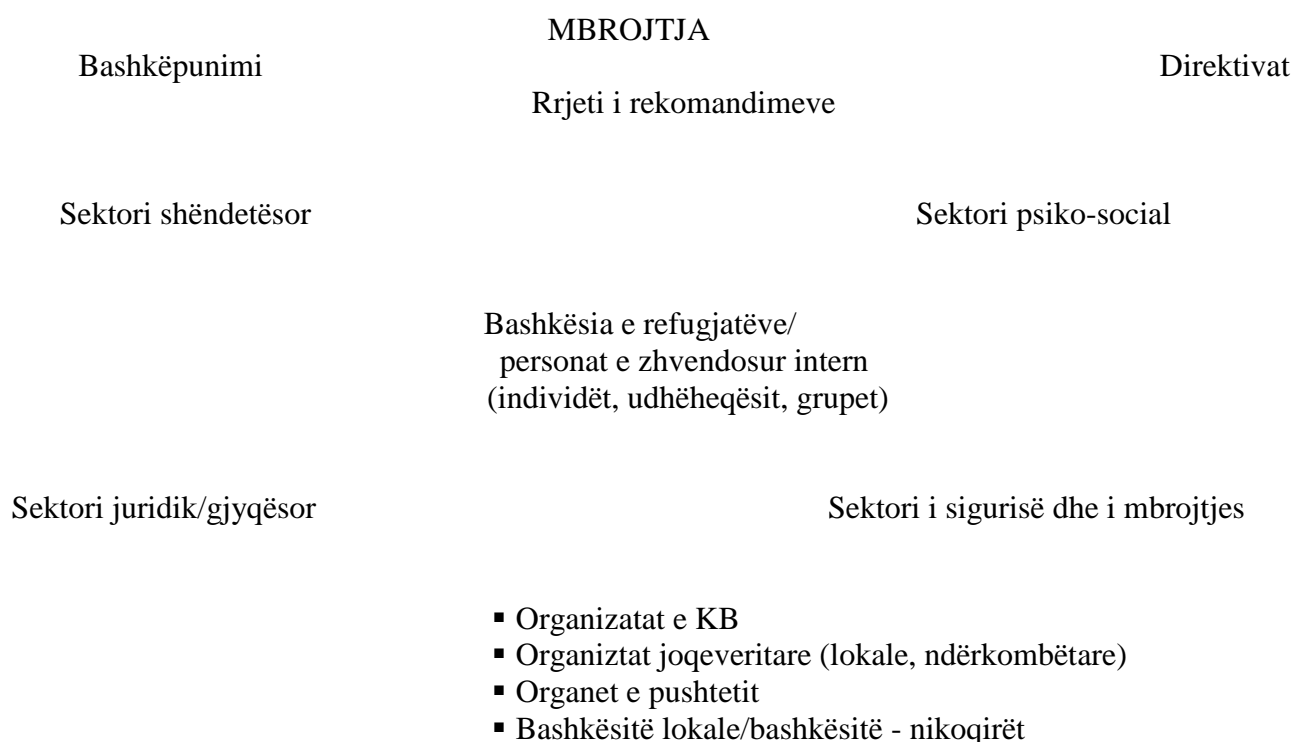 MBROJTJA
Bashkëpunimi Direktivat
Rrjeti i rekomandimeve
Sektori shëndetësor Sektori psiko-social
Bashkësia e refugjatëve/
personat e zhvendosur intern
(individët, udhëheqësit, grupet)
Sektori juridik/gjyqësor Sektori i sigurisë dhe i mbrojtjes
▪ Organizatat e KB
▪ Organiztat joqeveritare (lokale, ndërkombëtare)
▪ Organet e pushtetit
▪ Bashkësitë lokale/bashkësitë - nikoqirët